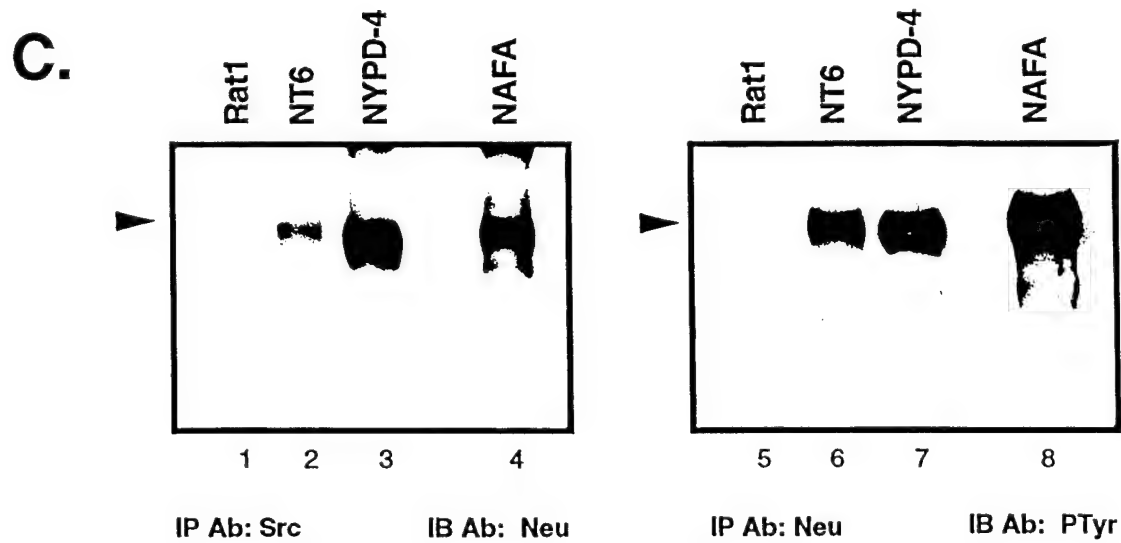 C.
Rat1 NT6 NYPD-4 NAFA
Rat1 NT6 NYPD-4 NAFA
1 2 3 4
5 6 7 8
IP Ab: Src IB Ab: Neu
IP Ab: Neu IB Ab: PTyr